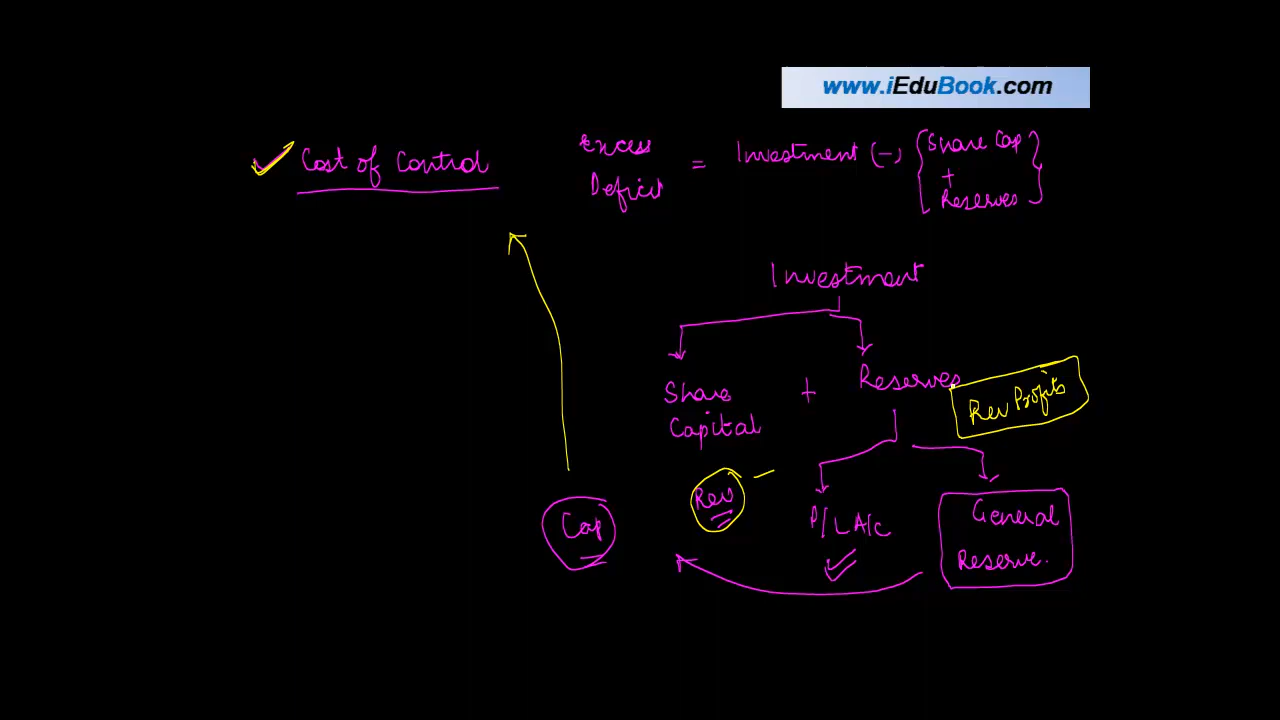 www.iEduBook.com
Cost of Control
Excess
Deficit
= Investment (-) { Share Cap
+
Reserves }
Investment
Share
Capital
+
Reserves
Rev Profits
Cap
Rev
P/L A/c
General
Reserve.